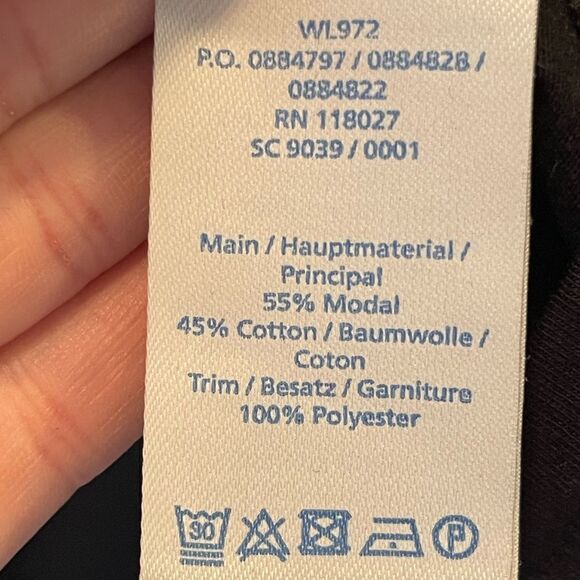 WL972
P.O. 0884797 / 0884828 /
0884822
RN 118027
SC 9039 / 0001
Main / Hauptmaterial /
Principal
55% Modal
45% Cotton / Baumwolle /
Coton
Trim / Besatz / Garniture
100% Polyester
30 P